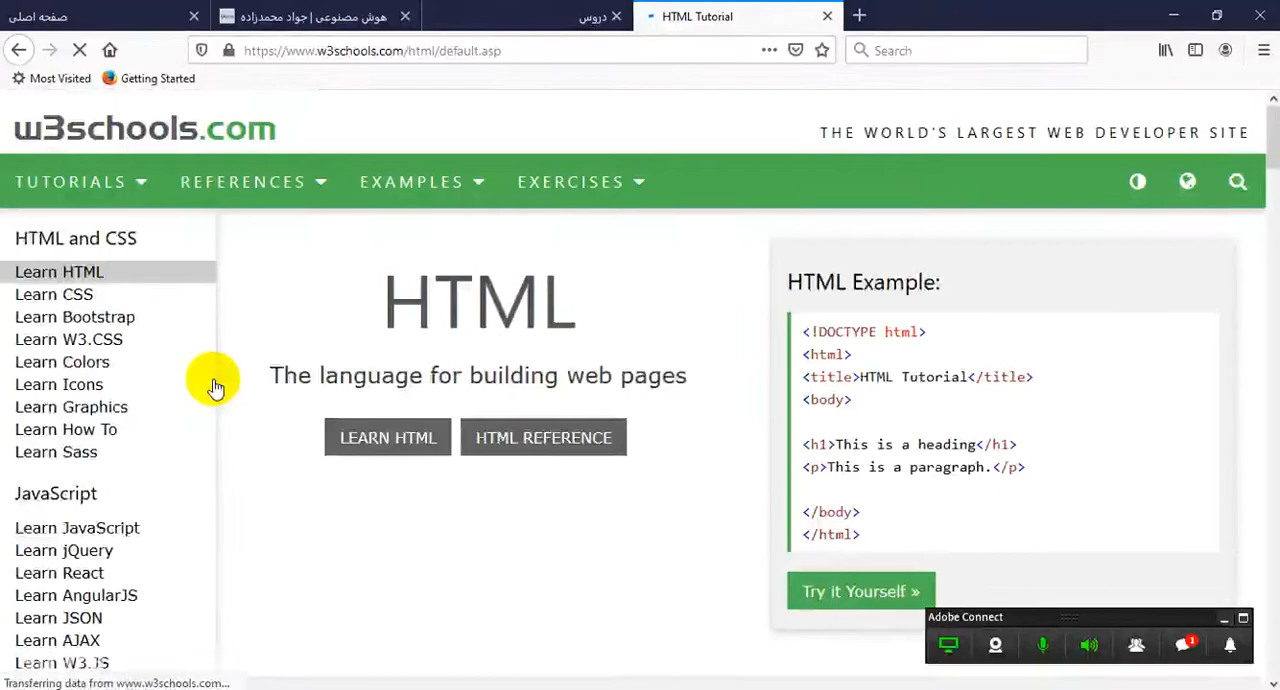 صفحه اصلی
هوش مصنوعی | جواد محمدزاده
دروس
HTML Tutorial
https://www.w3schools.com/html/default.asp
Search
Most Visited
Getting Started
w3schools.com
THE WORLD'S LARGEST WEB DEVELOPER SITE
TUTORIALS
REFERENCES
EXAMPLES
EXERCISES
HTML and CSS
Learn HTML
Learn CSS
Learn Bootstrap
Learn W3.CSS
Learn Colors
Learn Icons
Learn Graphics
Learn How To
Learn Sass
JavaScript
Learn JavaScript
Learn jQuery
Learn React
Learn AngularJS
Learn JSON
Learn AJAX
Learn W3.JS
HTML
The language for building web pages
LEARN HTML
HTML REFERENCE
HTML Example:
<!DOCTYPE html>
<html>
<title>HTML Tutorial</title>
<body>
<h1>This is a heading</h1>
<p>This is a paragraph.</p>
</body>
</html>
Try it Yourself »
Adobe Connect
1
Transferring data from www.w3schools.com...